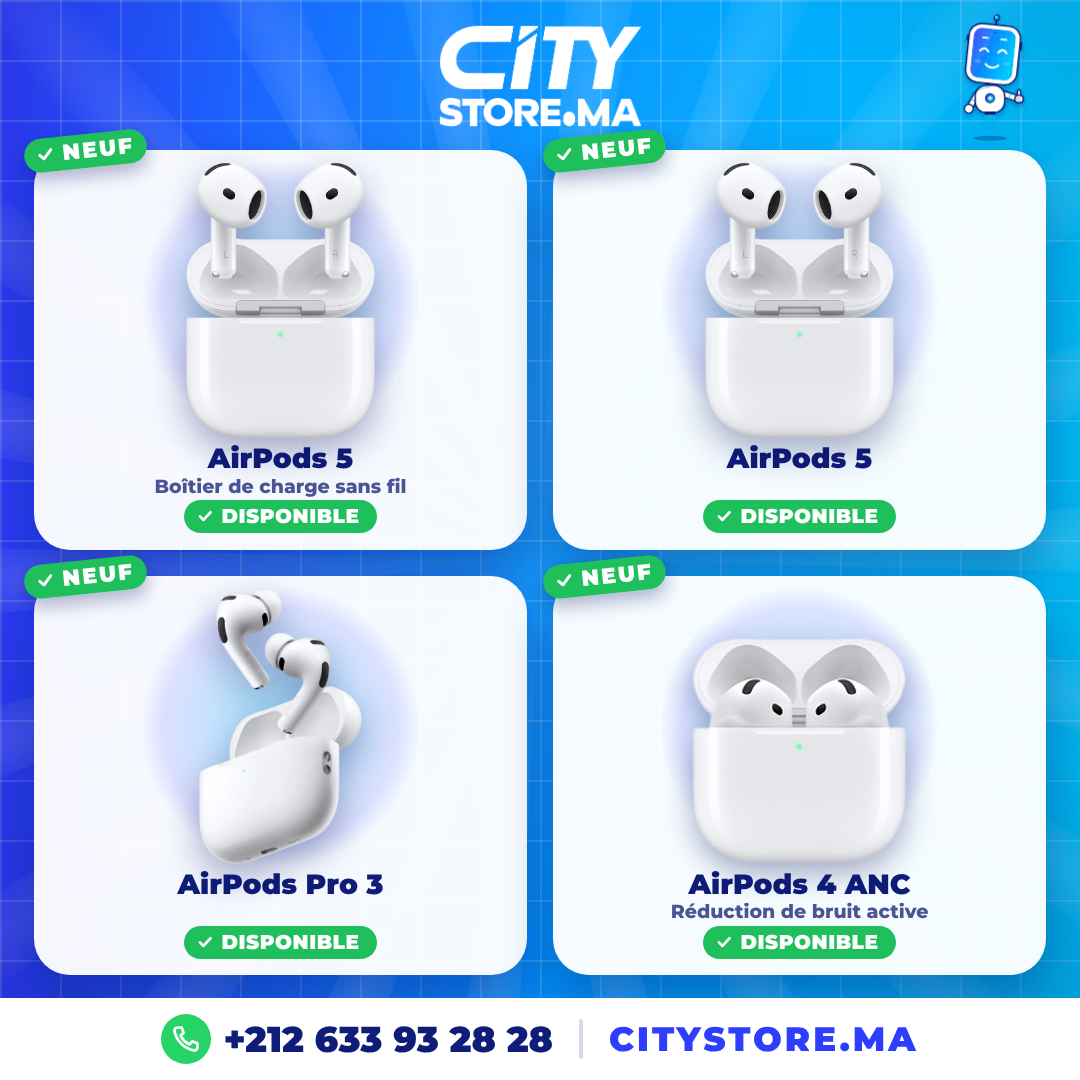 CITY
STORE.MA
NEUF
NEUF
L
R
L
R
AirPods 5
Boîtier de charge sans fil
DISPONIBLE
AirPods 5
DISPONIBLE
NEUF
NEUF
AirPods Pro 3
DISPONIBLE
AirPods 4 ANC
Réduction de bruit active
DISPONIBLE
+212 633 93 28 28
CITYSTORE.MA